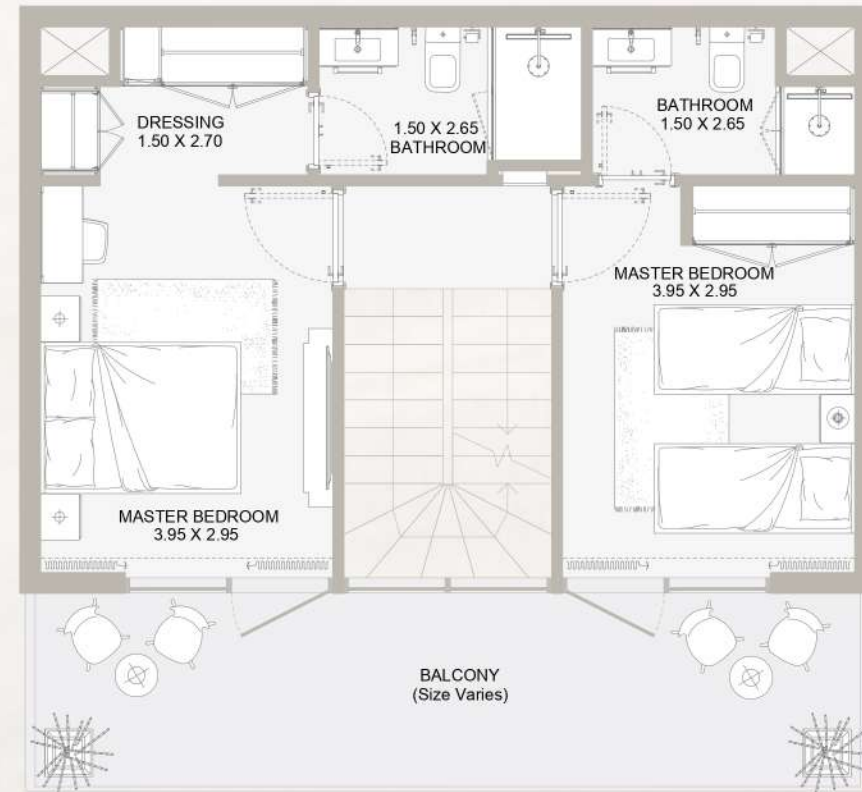 DRESSING
1.50 X 2.70
1.50 X 2.65
BATHROOM
BATHROOM
1.50 X 2.65
MASTER BEDROOM
3.95 X 2.95
MASTER BEDROOM
3.95 X 2.95
BALCONY
(Size Varies)